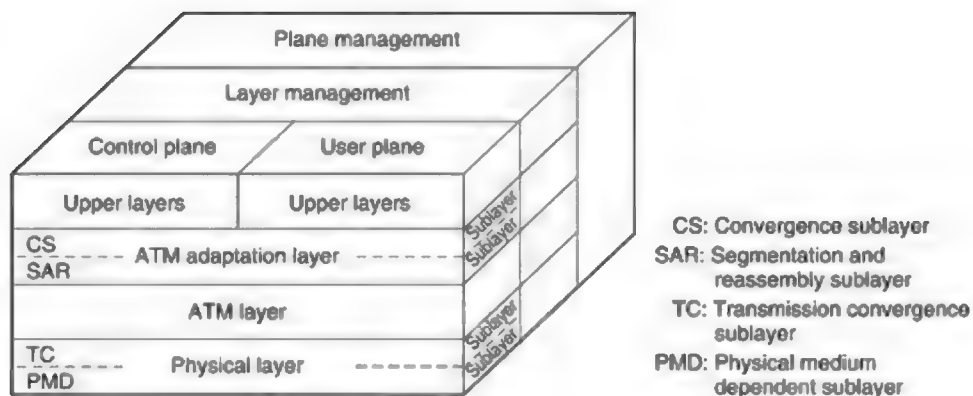 Plane management
Layer management
Control plane
User plane
Upper layers
Upper layers
CS
SAR
ATM adaptation layer
Sublayer
Sublayer
ATM layer
TC
PMD
Physical layer
Sublayer
Sublayer
CS: Convergence sublayer
SAR: Segmentation and
reassembly sublayer
TC: Transmission convergence
sublayer
PMD: Physical medium
dependent sublayer